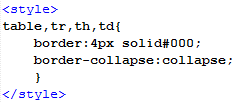 <style>
table,tr,th,td{
    border:4px solid#000;
    border-collapse:collapse;
    }
</style>